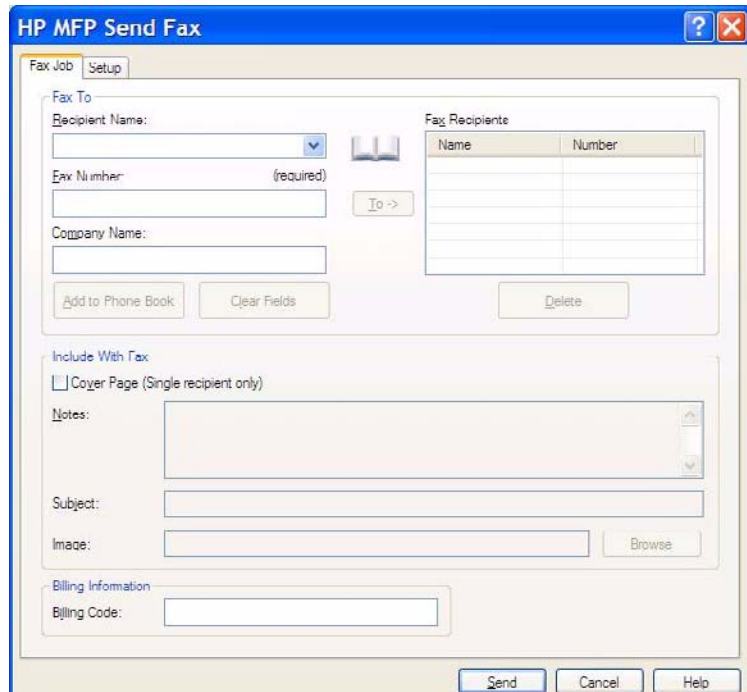 HP MFP Send Fax
Fax Job Setup
Fax To
Recipient Name:
Fax Number: (required)
Company Name:
Add to Phone Book Clear Fields
To ->
Fax Recipients
Name Number
Delete
Include With Fax
Cover Page (Single recipient only)
Notes:
Subject:
Image: Browse
Billing Information
Billing Code:
Send Cancel Help